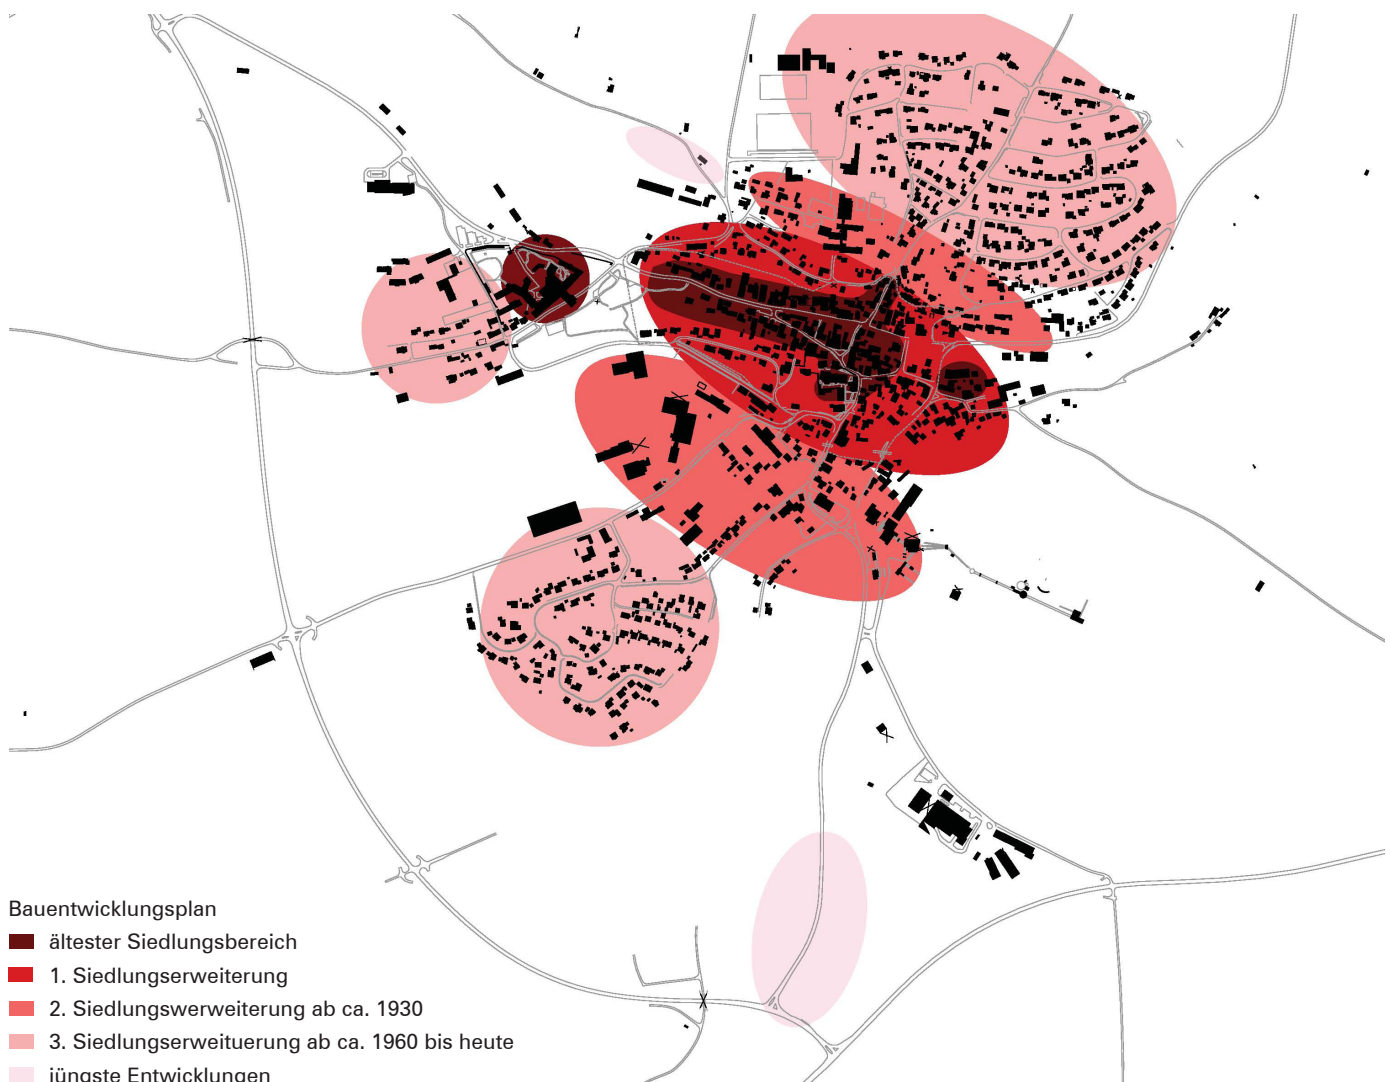 Bauentwicklungsplan
ältester Siedlungsbereich
1. Siedlungserweiterung
2. Siedlungswerweiterung ab ca. 1930
3. Siedlungserweituerung ab ca. 1960 bis heute
jüngste Entwicklungen